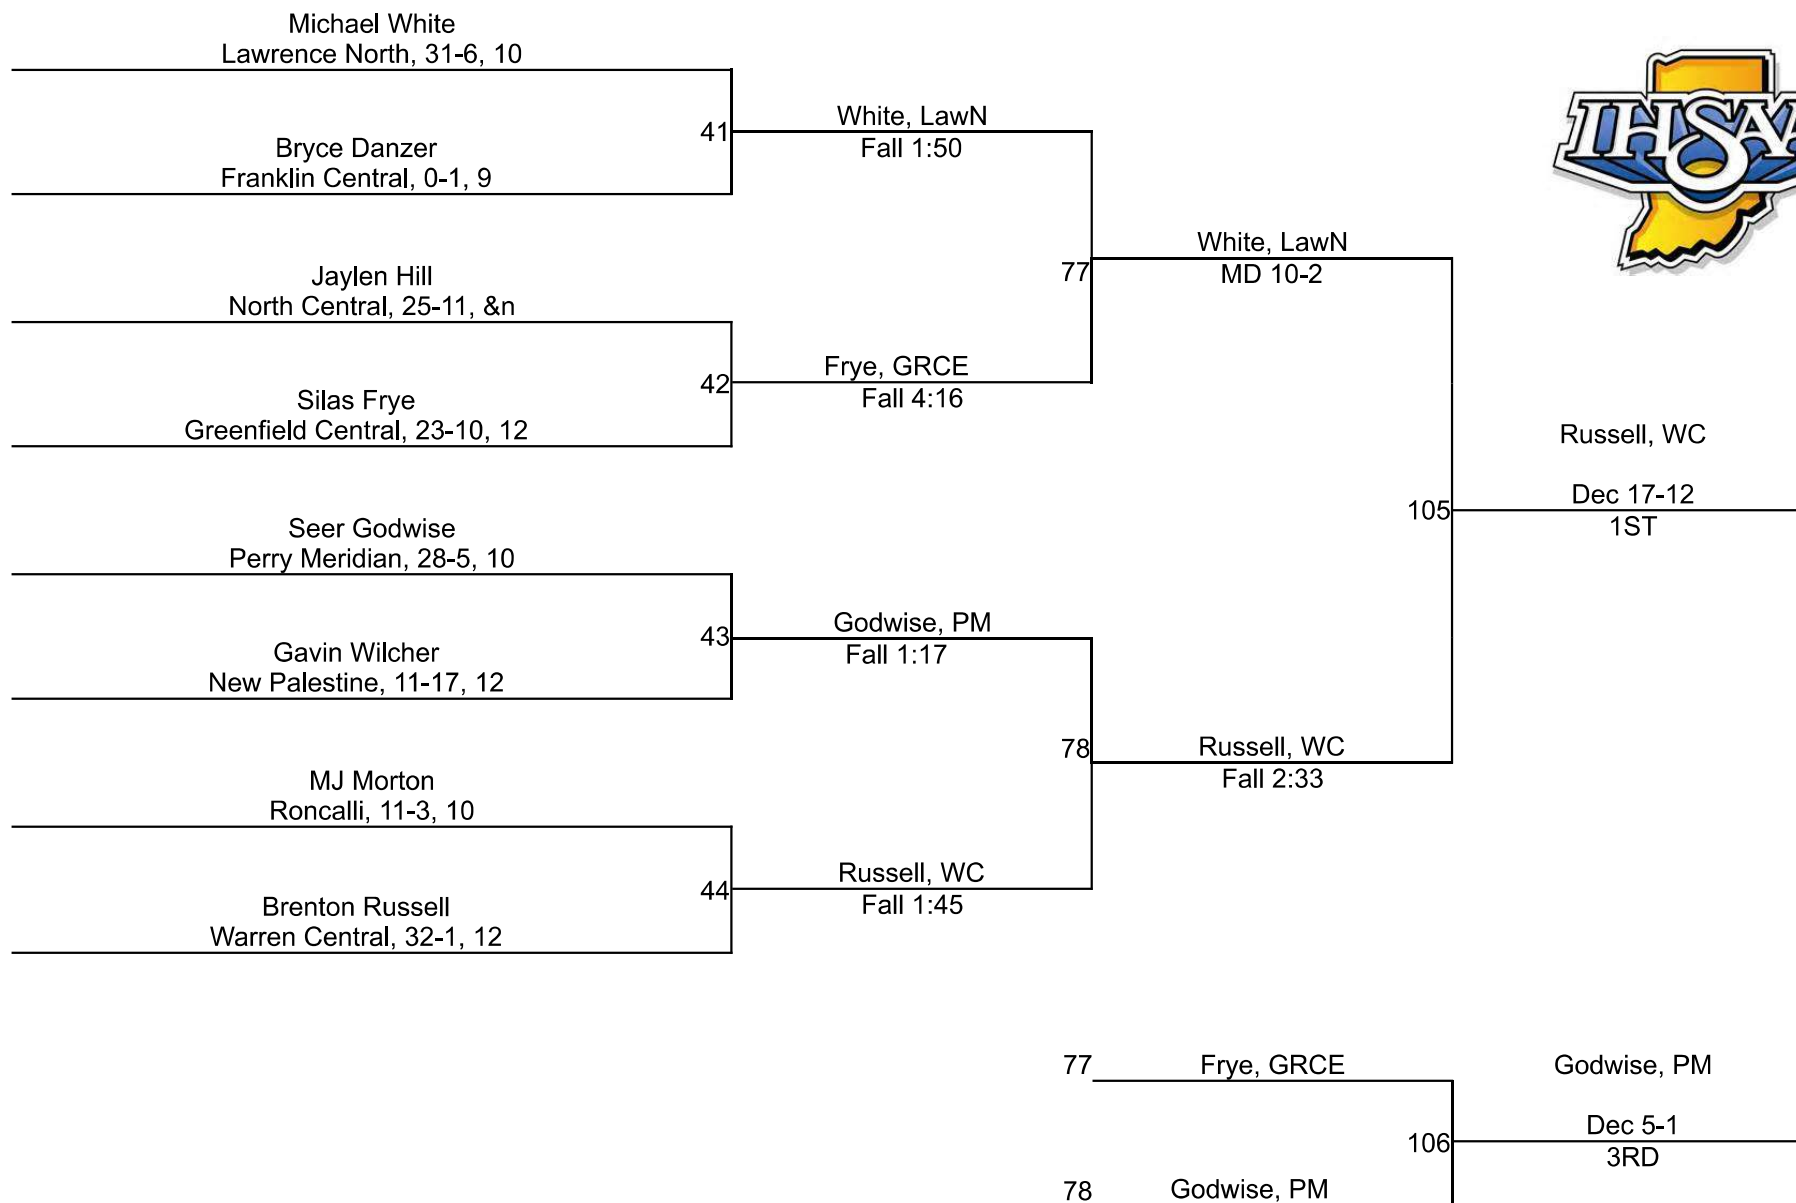 Michael White
Lawrence North, 31-6, 10
Bryce Danzer
Franklin Central, 0-1, 9
41
White, LawN
Fall 1:50
Jaylen Hill
North Central, 25-11, &n
Silas Frye
Greenfield Central, 23-10, 12
42
Frye, GRCE
Fall 4:16
77
White, LawN
MD 10-2
Seer Godwise
Perry Meridian, 28-5, 10
Gavin Wilcher
New Palestine, 11-17, 12
43
Godwise, PM
Fall 1:17
MJ Morton
Roncalli, 11-3, 10
Brenton Russell
Warren Central, 32-1, 12
44
Russell, WC
Fall 1:45
78
Russell, WC
Fall 2:33
105
Russell, WC
Dec 17-12
1ST
IHSAA
77
Frye, GRCE
78
Godwise, PM
106
Godwise, PM
Dec 5-1
3RD